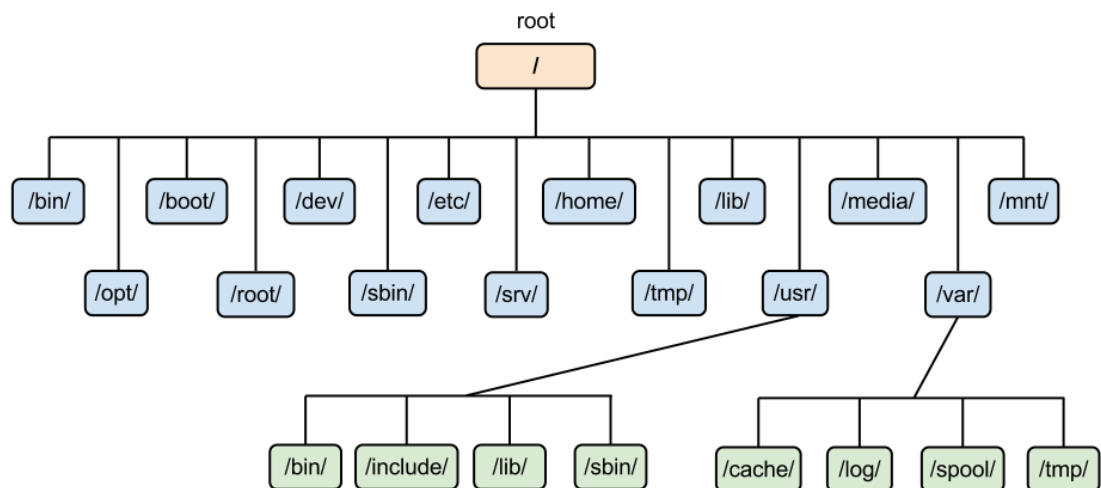 root
/
/bin/ /boot/ /dev/ /etc/ /home/ /lib/ /media/ /mnt/
/opt/ /root/ /sbin/ /srv/ /tmp/ /usr/ /var/
/bin/ /include/ /lib/ /sbin/ /cache/ /log/ /spool/ /tmp/